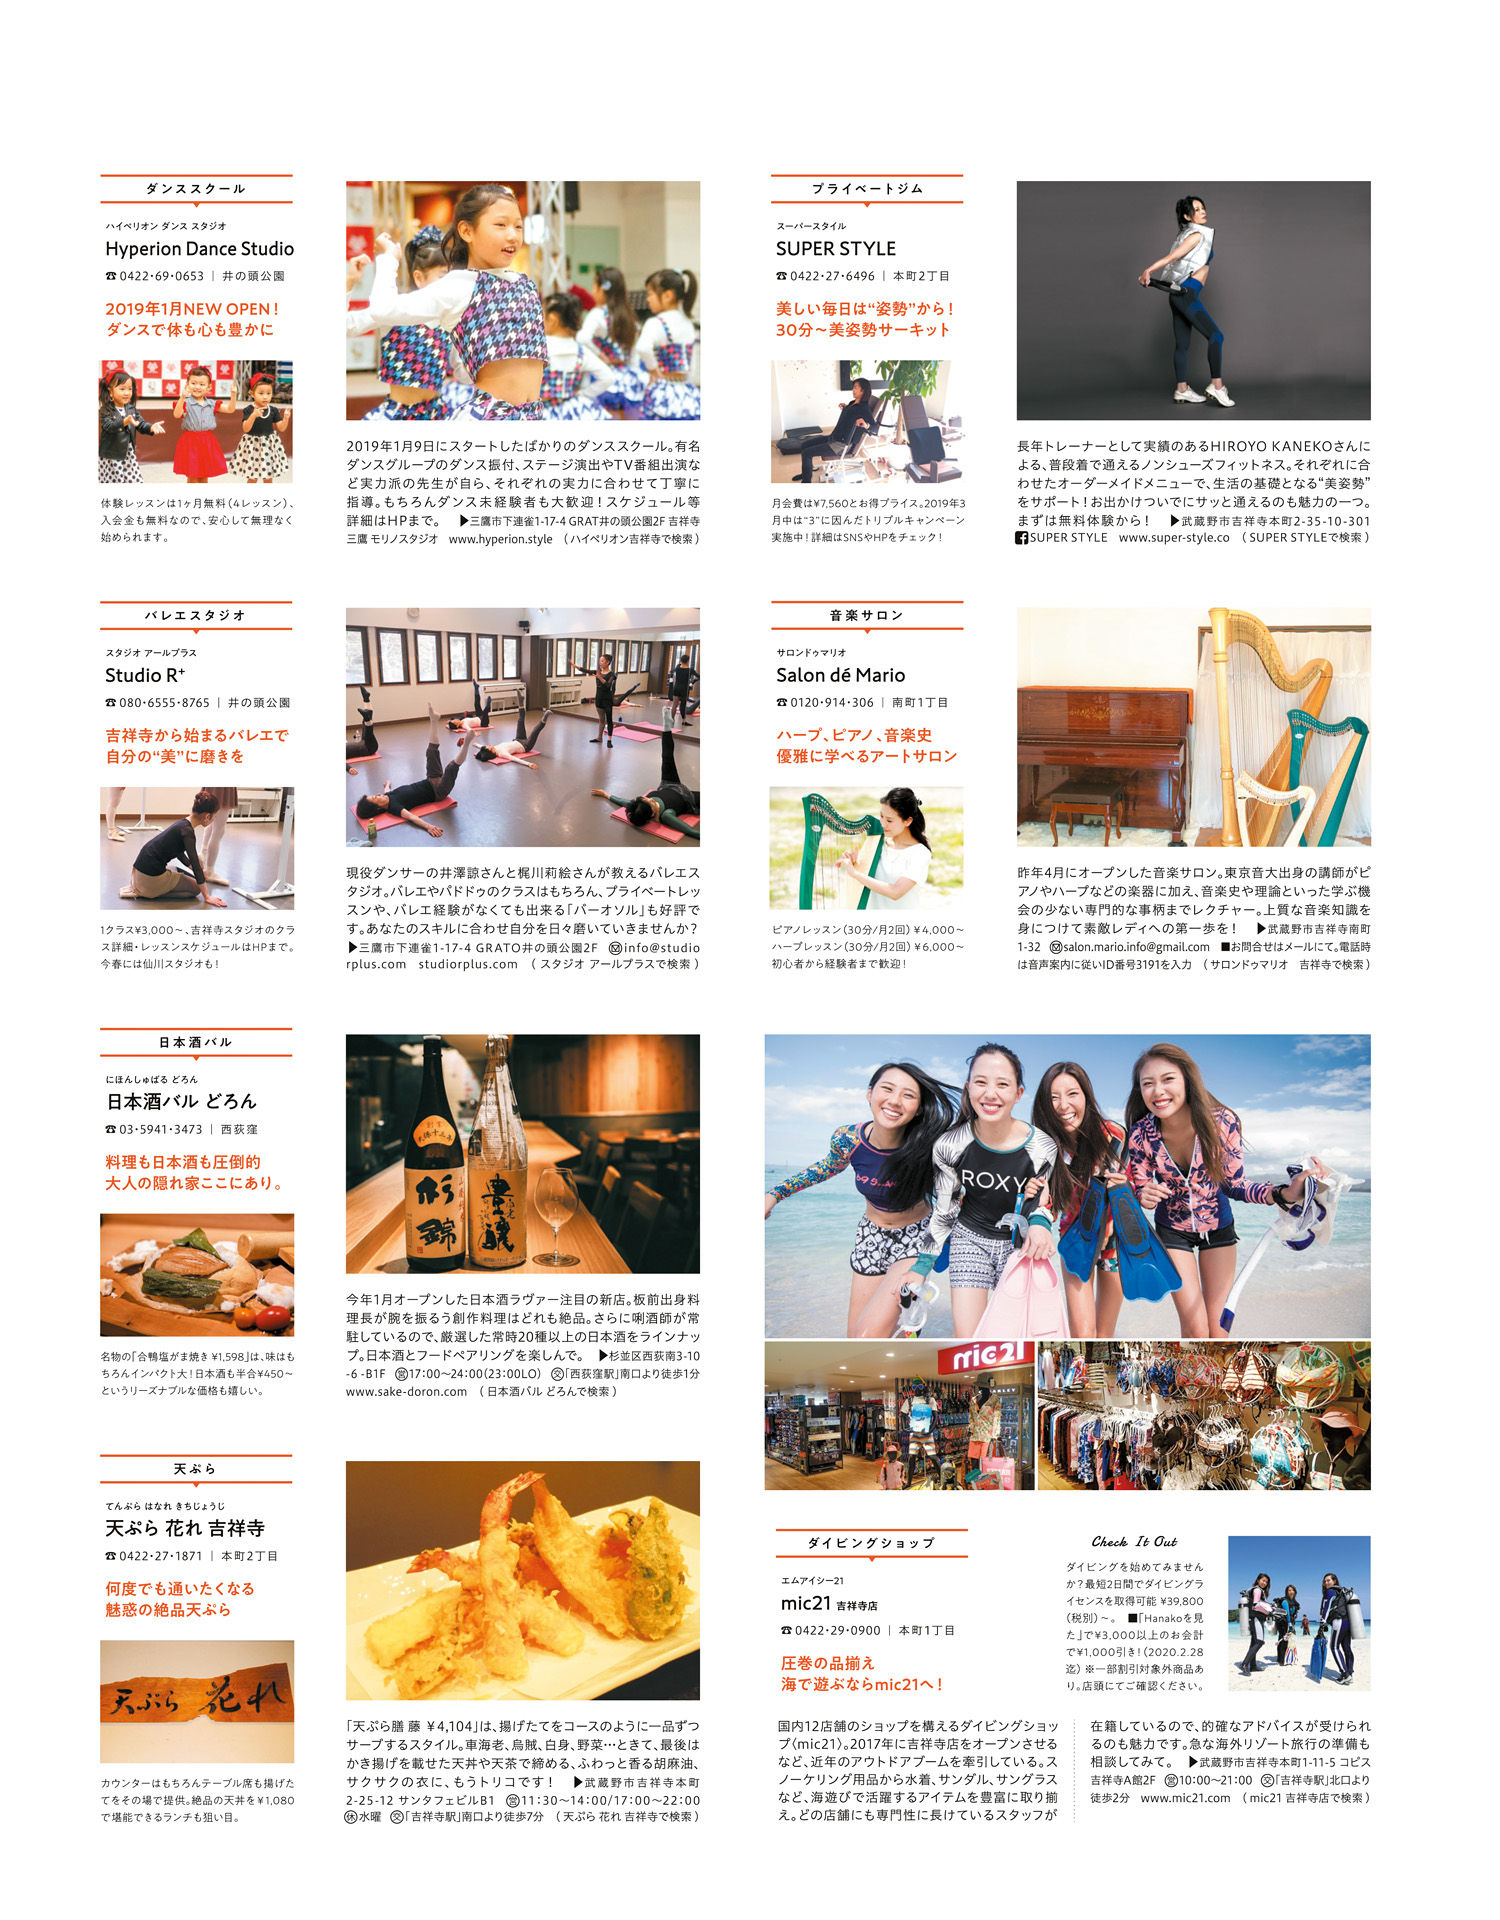 ダンススクール
ハイペリオン ダンス スタジオ
Hyperion Dance Studio
☎0422・69・0653 | 井の頭公園
2019年1月NEW OPEN！
ダンスで体も心も豊かに
体験レッスンは1ヶ月無料（4レッスン）、
入会金も無料なので、安心して無理なく
始められます。
2019年1月9日にスタートしたばかりのダンススクール。有名
ダンスグループのダンス振付、ステージ演出やTV番組出演な
ど実力派の先生が自ら、それぞれの実力に合わせて丁寧に
指導。もちろんダンス未経験者も大歓迎！スケジュール等
詳細はHPまで。 ▶三鷹市下連雀1-17-4 GRAT井の頭公園2F 吉祥寺
三鷹 モリノスタジオ www.hyperion.style （ハイペリオン吉祥寺で検索）
プライベートジム
スーパースタイル
SUPER STYLE
☎0422・27・6496 | 本町2丁目
美しい毎日は“姿勢”から！
30分～美姿勢サーキット
月会費は¥7,560とお得プライス。2019年3
月中は“3”に因んだトリプルキャンペーン
実施中！詳細はSNSやHPをチェック！
長年トレーナーとして実績のあるHIROYO KANEKOさんに
よる、普段着で通えるノンシューズフィットネス。それぞれに合
わせたオーダーメイドメニューで、生活の基礎となる“美姿勢”
をサポート！お出かけついでにサッと通えるのも魅力の一つ。
まずは無料体験から！ ▶武蔵野市吉祥寺本町2-35-10-301
SUPER STYLE www.super-style.co （SUPER STYLEで検索）
バレエスタジオ
スタジオ アールプラス
Studio R+
☎080・6555・8765 | 井の頭公園
吉祥寺から始まるバレエで
自分の“美”に磨きを
1クラス¥3,000～、吉祥寺スタジオのクラ
ス詳細・レッスンスケジュールはHPまで。
今春には仙川スタジオも！
現役ダンサーの井澤諒さんと梶川莉絵さんが教えるバレエス
タジオ。バレエやパドドゥのクラスはもちろん、プライベートレッ
スンや、バレエ経験がなくても出来る「バーオソル」も好評で
す。あなたのスキルに合わせ自分を日々磨いていきませんか？
▶三鷹市下連雀1-17-4 GRATO井の頭公園2F Ⓜinfo@studio
rplus.com studiorplus.com （スタジオ アールプラスで検索）
音楽サロン
サロンドゥマリオ
Salon dé Mario
☎0120・914・306 | 南町1丁目
ハープ、ピアノ、音楽史
優雅に学べるアートサロン
ピアノレッスン（30分/月2回）¥4,000～
ハープレッスン（30分/月2回）¥6,000～
初心者から経験者まで歓迎！
昨年4月にオープンした音楽サロン。東京音大出身の講師がピ
アノやハープなどの楽器に加え、音楽史や理論といった学ぶ機
会の少ない専門的な事柄までレクチャー。上質な音楽知識を
身につけて素敵レディへの第一歩を！ ▶武蔵野市吉祥寺南町
1-32 Ⓜsalon.mario.info@gmail.com ■お問合せはメールにて。電話時
は音声案内に従いID番号3191を入力 （サロンドゥマリオ 吉祥寺で検索）
日本酒バル
にほんしゅばる どろん
日本酒バル どろん
☎03・5941・3473 | 西荻窪
料理も日本酒も圧倒的
大人の隠れ家ここにあり。
名物の「合鴨塩がま焼き ¥1,598」は、味はも
ちろんインパクト大！日本酒も半合¥450～
というリーズナブルな価格も嬉しい。
杉錦
豊醸
今年1月オープンした日本酒ラヴァー注目の新店。板前出身料
理長が腕を振るう創作料理はどれも絶品。さらに唎酒師が常
駐しているので、厳選した常時20種以上の日本酒をラインナッ
プ。日本酒とフードペアリングを楽しんで。 ▶杉並区西荻南3-10
-6 -B1F ㊂17:00～24:00(23:00LO) ㊋「西荻窪駅」南口より徒歩1分
www.sake-doron.com （日本酒バル どろんで検索）
ROXY
mic21
天ぷら
てんぷら はなれ きちじょうじ
天ぷら 花れ 吉祥寺
☎0422・27・1871 | 本町2丁目
何度でも通いたくなる
魅惑の絶品天ぷら
天ぷら 花れ
カウンターはもちろんテーブル席も揚げた
てをその場で提供。絶品の天丼を¥1,080
で堪能できるランチも狙い目。
「天ぷら膳 藤 ¥4,104」は、揚げたてをコースのように一品ずつ
サーブするスタイル。車海老、烏賊、白身、野菜…ときて、最後は
かき揚げを載せた天丼や天茶で締める、ふわっと香る胡麻油、
サクサクの衣に、もうトリコです！ ▶武蔵野市吉祥寺本町
2-25-12 サンタフェビルB1 営11:30～14:00/17:00～22:00
休水曜 交「吉祥寺駅」南口より徒歩7分 （天ぷら 花れ 吉祥寺で検索）
ダイビングショップ
エムアイシー21
mic21 吉祥寺店
☎0422・29・0900 | 本町1丁目
圧巻の品揃え
海で遊ぶならmic21へ！
Check It Out
ダイビングを始めてみません
か？最短2日間でダイビングラ
イセンスを取得可能 ¥39,800
（税別）～。 ■「Hanakoを見
た」で¥3,000以上のお会計
で¥1,000引き！（2020.2.28
迄）※一部割引対象外商品あ
り。店頭にてご確認ください。
国内12店舗のショップを構えるダイビングショッ
プ〈mic21〉。2017年に吉祥寺店をオープンさせる
など、近年のアウトドアブームを牽引している。ス
ノーケリング用品から水着、サンダル、サングラス
など、海遊びで活躍するアイテムを豊富に取り揃
え。どの店舗にも専門性に長けているスタッフが
在籍しているので、的確なアドバイスが受けられ
るのも魅力です。急な海外リゾート旅行の準備も
相談してみて。 ▶武蔵野市吉祥寺本町1-11-5 コピス
吉祥寺A館2F 営10:00～21:00 交「吉祥寺駅」北口より
徒歩2分 www.mic21.com （mic21 吉祥寺店で検索）